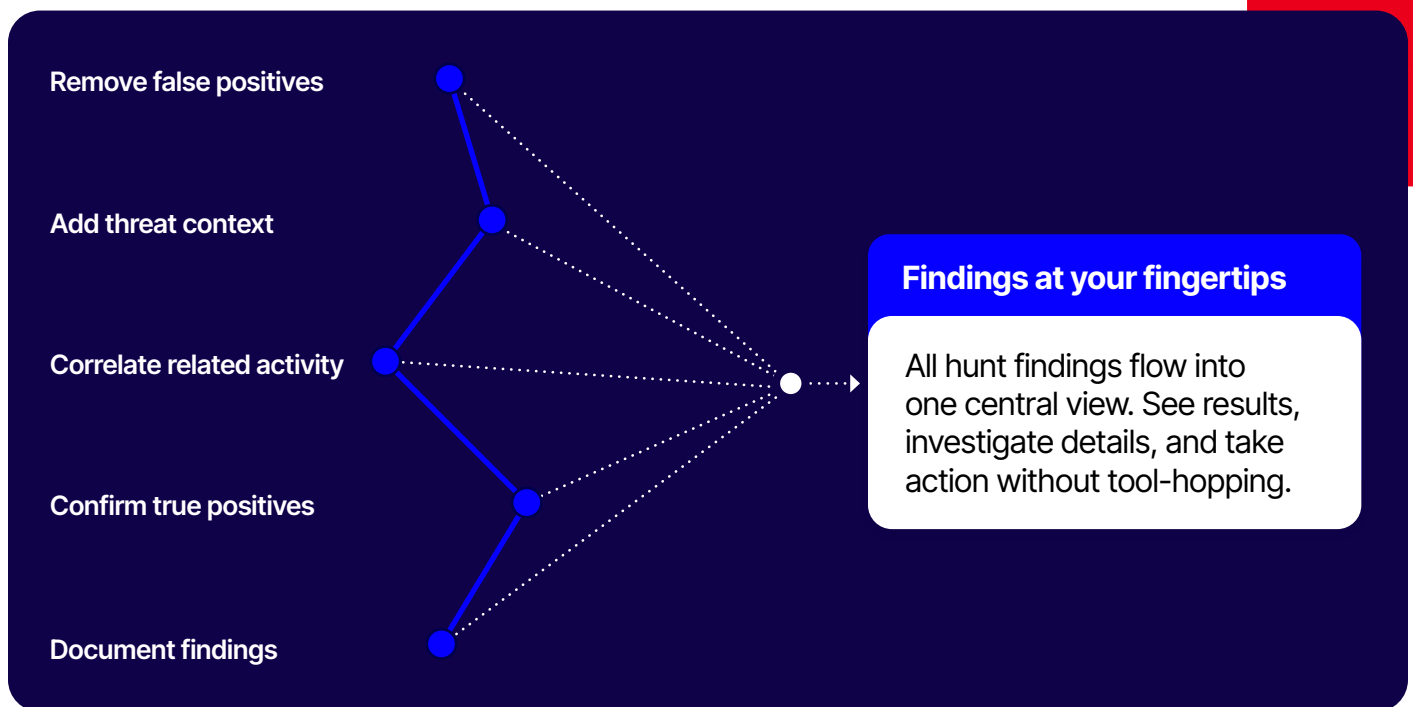 Remove false positives
Add threat context
Correlate related activity
Confirm true positives
Document findings
Findings at your fingertips
All hunt findings flow into
one central view. See results,
investigate details, and take
action without tool-hopping.